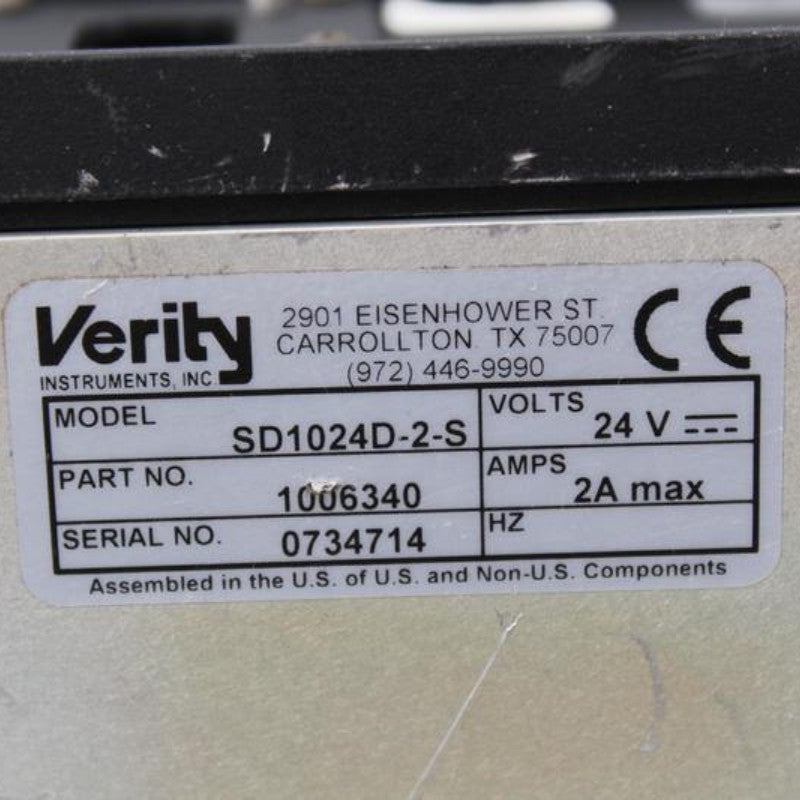 Verity
INSTRUMENTS, INC
2901 EISENHOWER ST.
CARROLLTON, TX 75007
(972) 446-9990
CE
MODEL SD1024D-2-S
VOLTS 24 V
PART NO. 1006340
AMPS 2A max
SERIAL NO. 0734714
HZ
Assembled in the U.S. of U.S. and Non-U.S. Components